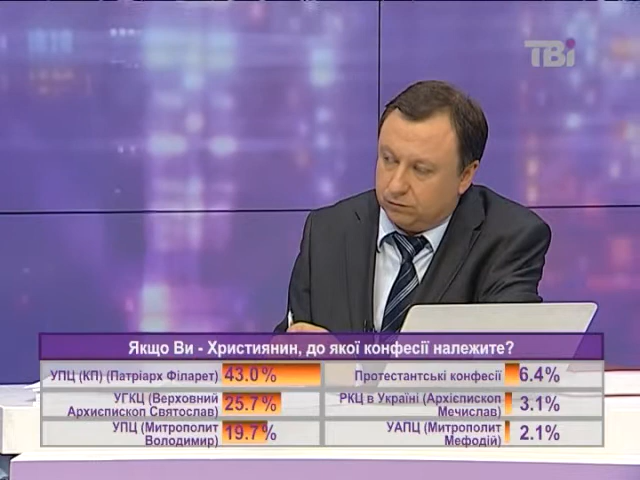 ТВі
Якщо Ви - Християнин, до якої конфесії належите?
УПЦ (КП) (Патріарх Філарет) 43.0%
УГКЦ (Верховний
Архиєпископ Святослав) 25.7%
УПЦ (Митрополит
Володимир) 19.7%
Протестантські конфесії 6.4%
РКЦ в Україні (Архієпископ
Мечислав) 3.1%
УАПЦ (Митрополит
Мефодій) 2.1%